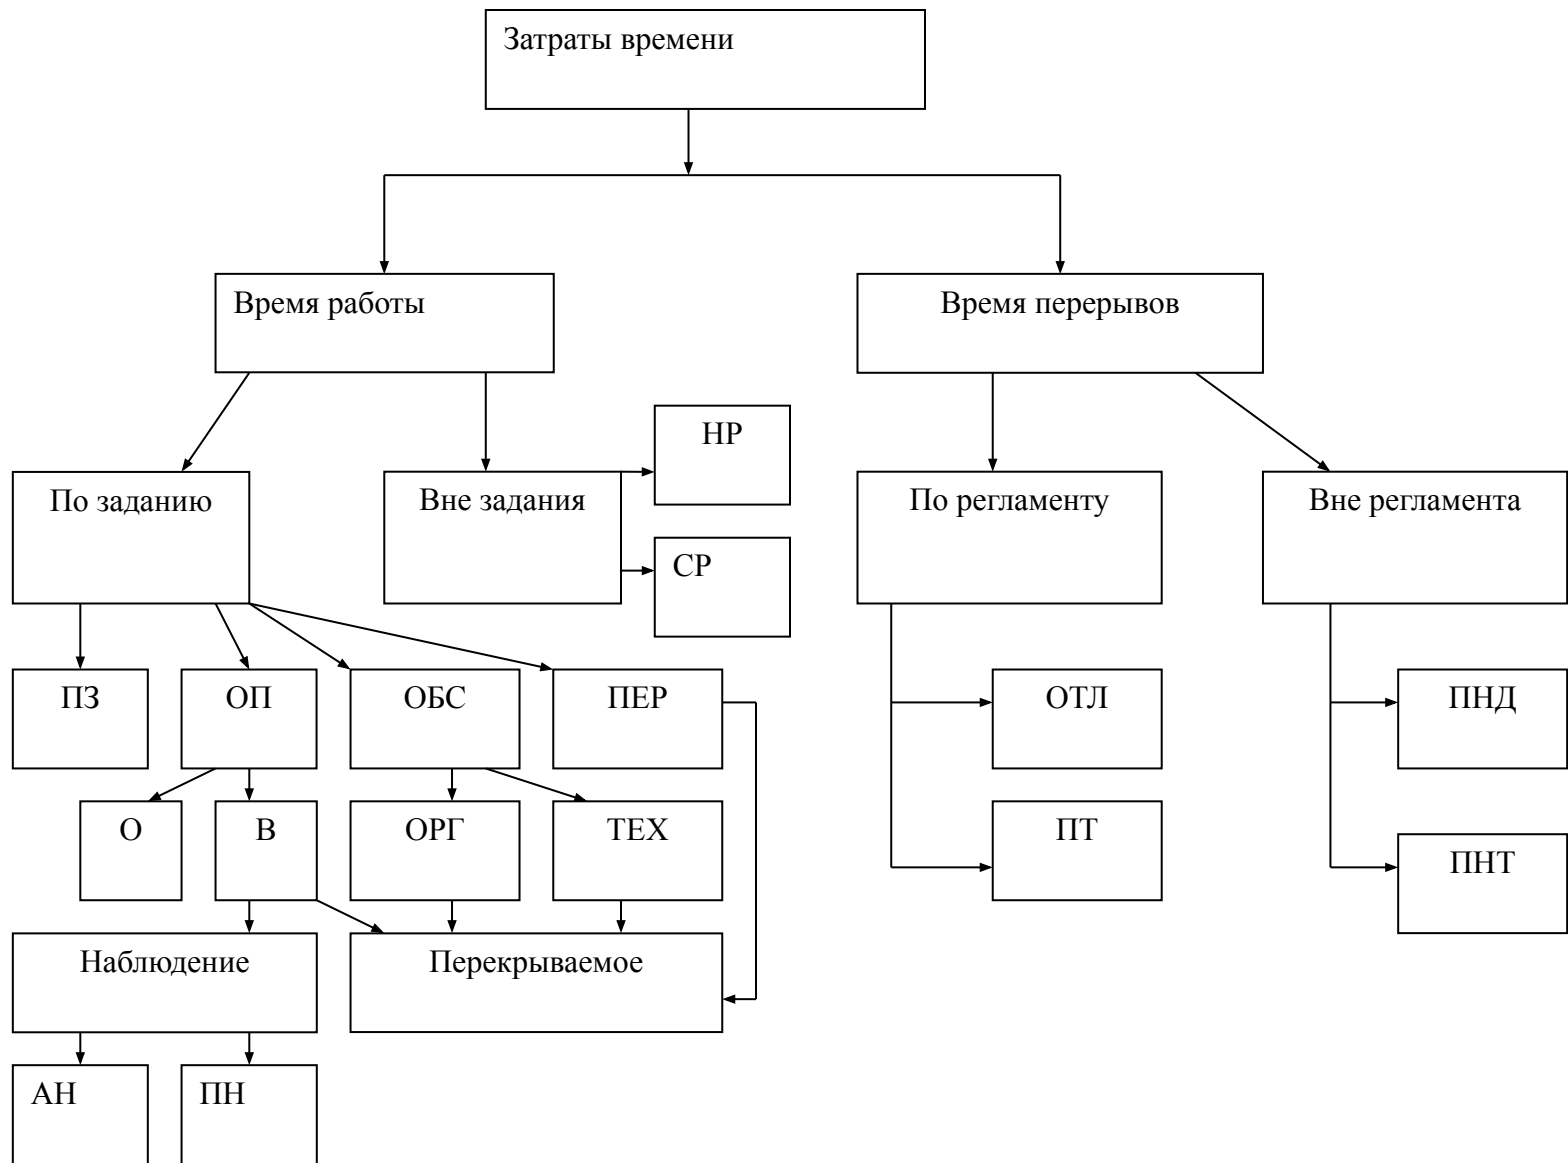 Затраты времени
Время работы
Время перерывов
НР
По заданию
Вне задания
По регламенту
Вне регламента
СР
ПЗ
ОП
ОБС
ПЕР
ОТЛ
ПНД
О
В
ОРГ
ТЕХ
ПТ
ПНТ
Наблюдение
Перекрываемое
АН
ПН